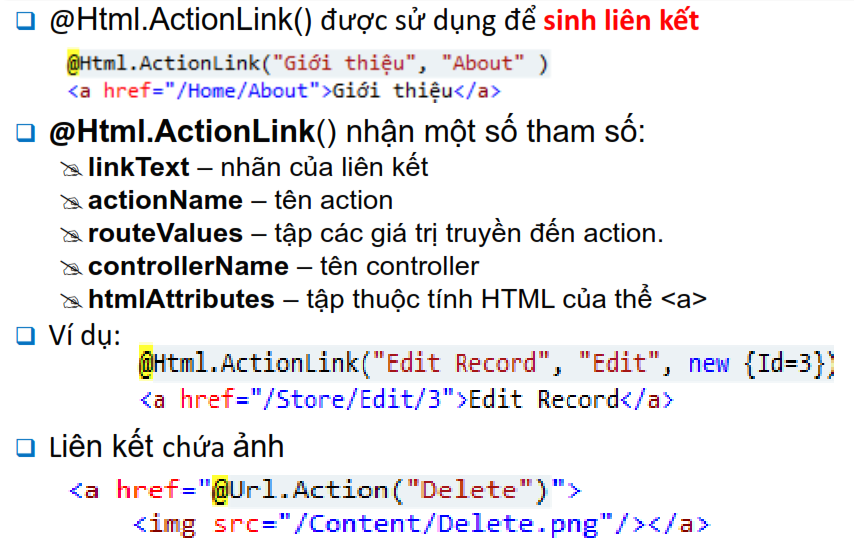 @Html.ActionLink() được sử dụng để sinh liên kết
@Html.ActionLink("Giới thiệu", "About" )
<a href="/Home/About">Giới thiệu</a>
@Html.ActionLink() nhận một số tham số:
linkText – nhãn của liên kết
actionName – tên action
routeValues – tập các giá trị truyền đến action.
controllerName – tên controller
htmlAttributes – tập thuộc tính HTML của thể <a>
Ví dụ:
@Html.ActionLink("Edit Record", "Edit", new {Id=3})
<a href="/Store/Edit/3">Edit Record</a>
Liên kết chứa ảnh
<a href="@Url.Action("Delete")">
<img src="/Content/Delete.png"/></a>